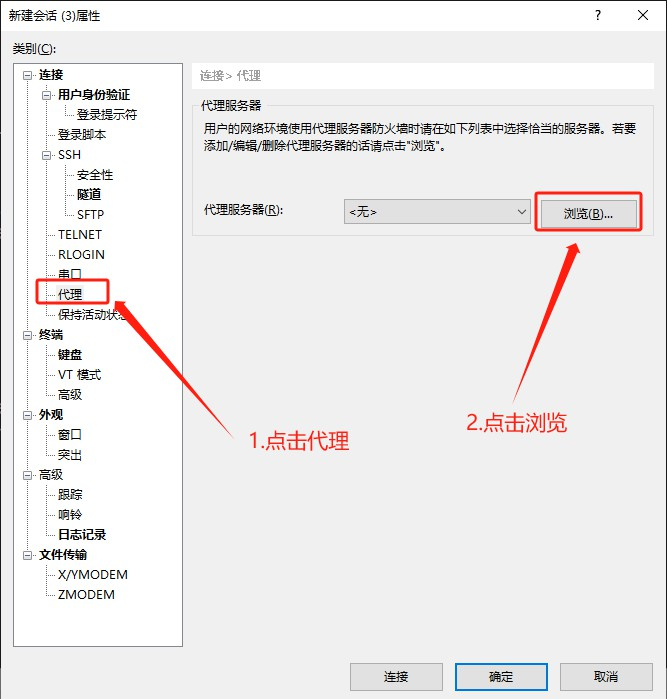 新建会话 (3)属性
类别(C):
连接
用户身份验证
登录提示符
登录脚本
SSH
安全性
隧道
SFTP
TELNET
RLOGIN
串口
代理
保持活动状态
终端
键盘
VT 模式
高级
外观
窗口
突出
高级
跟踪
响铃
日志记录
文件传输
X/YMODEM
ZMODEM
连接> 代理
代理服务器
用户的网络环境使用代理服务器防火墙时请在如下列表中选择恰当的服务器。若要
添加/编辑/删除代理服务器的话请点击"浏览"。
代理服务器(R):
<无>
浏览(B)...
1.点击代理
2.点击浏览
连接
确定
取消